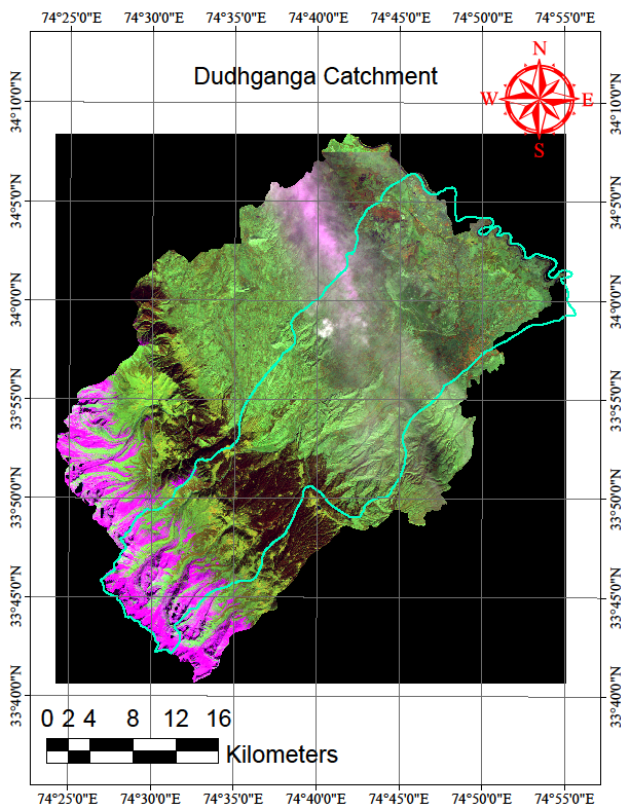 74°25'0"E 74°30'0"E 74°35'0"E 74°40'0"E 74°45'0"E 74°50'0"E 74°55'0"E
Dudhganga Catchment
N
W E
S
34°10'0"N 34°10'0"N
34°5'0"N 34°5'0"N
34°0'0"N 34°0'0"N
33°55'0"N 33°55'0"N
33°50'0"N 33°50'0"N
33°45'0"N 33°45'0"N
33°40'0"N 33°40'0"N
0 2 4 8 12 16
Kilometers
74°25'0"E 74°30'0"E 74°35'0"E 74°40'0"E 74°45'0"E 74°50'0"E 74°55'0"E